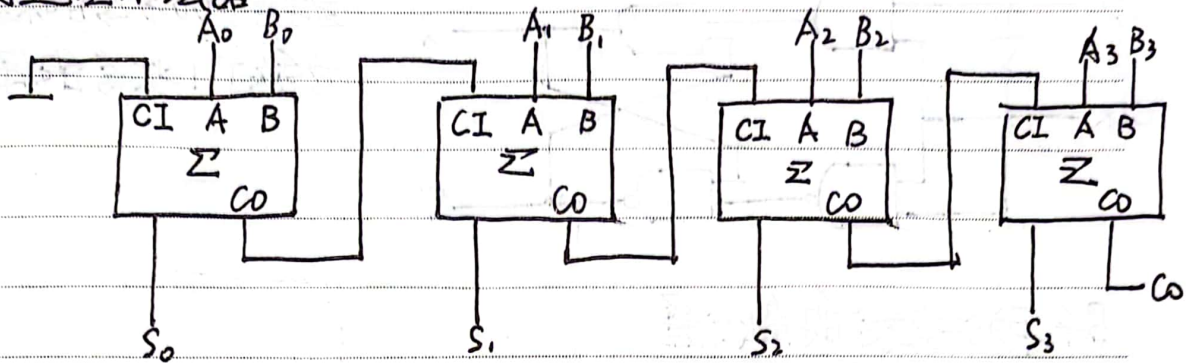 A₀ B₀ A₁ B₁ A₂ B₂ A₃ B₃
CI A B CI A B CI A B CI A B
Σ Σ Σ Σ
CO CO CO CO
CO
S₀ S₁ S₂ S₃